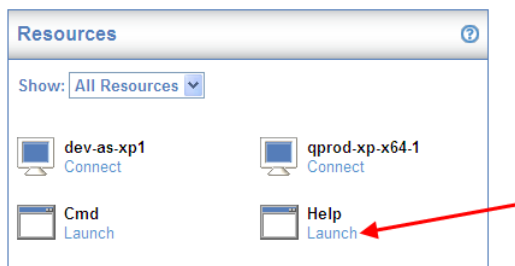 Resources
Show: All Resources
dev-as-xp1
Connect
qprod-xp-x64-1
Connect
Cmd
Launch
Help
Launch